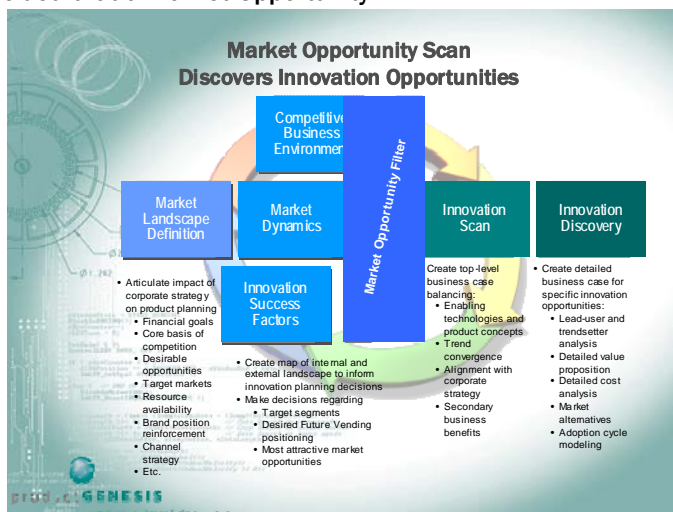 Market Opportunity Scan
Discovers Innovation Opportunities
Competitive
Business
Environment
Market Opportunity Filter
Market
Landscape
Definition
Market
Dynamics
Innovation
Scan
Innovation
Discovery
Innovation
Success
Factors
• Articulate impact of
corporate strategy
on product planning
• Financial goals
• Core basis of
competition
• Desirable
opportunities
• Target markets
• Resource
availability
• Brand position
reinforcement
• Channel
strategy
• Etc.
• Create map of internal and
external landscape to inform
innovation planning decisions
• Make decisions regarding
• Target segments
• Desired Future Vending
positioning
• Most attractive market
opportunities
Create top-level
business case
balancing:
• Enabling
technologies and
product concepts
• Trend
convergence
• Alignment with
corporate
strategy
• Secondary
business
benefits
• Create detailed
business case for
specific innovation
opportunities:
• Lead-user and
trendsetter
analysis
• Detailed value
proposition
• Detailed cost
analysis
• Market
alternatives
• Adoption cycle
modeling
product GENESIS